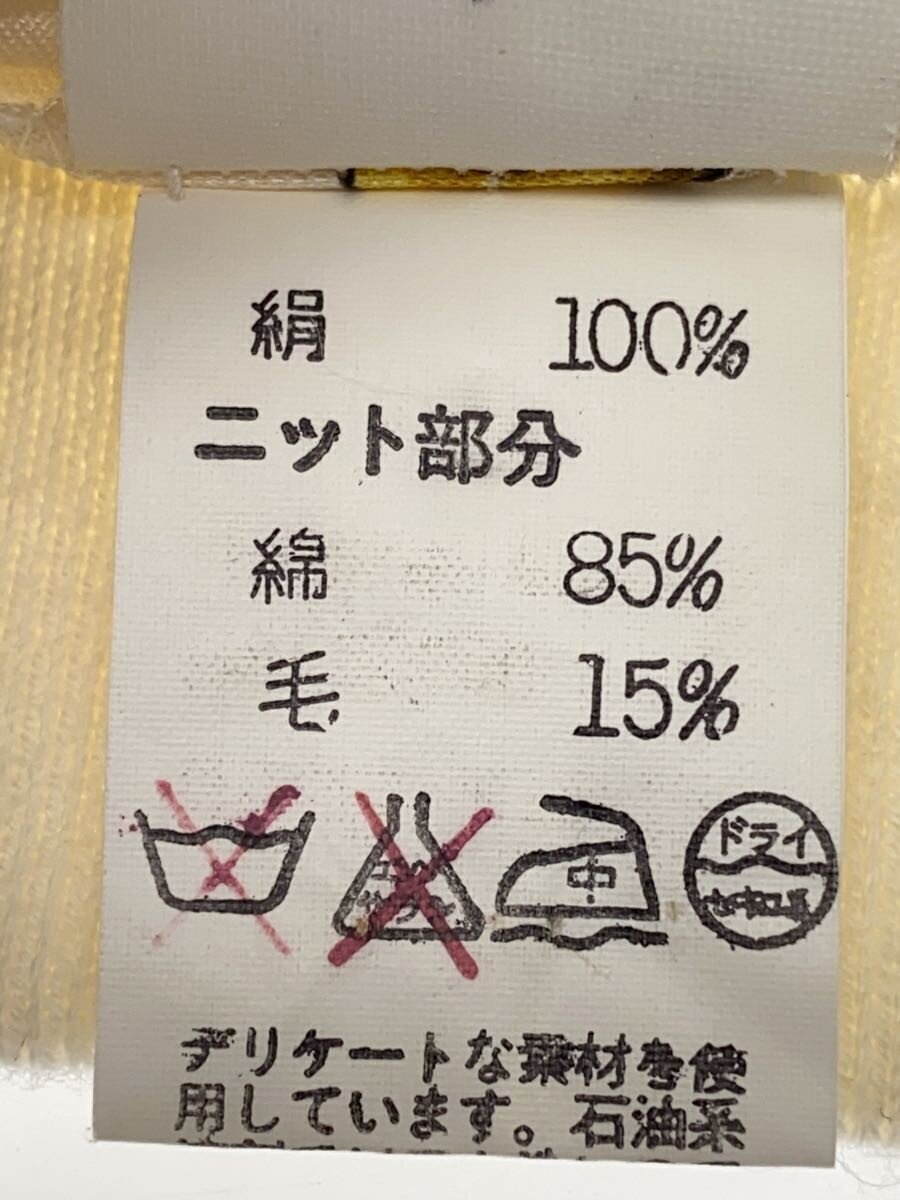 絹 100%
ニット部分
綿 85%
毛 15%
中
ドライ
デリケートな素材を使
用しています。石油系